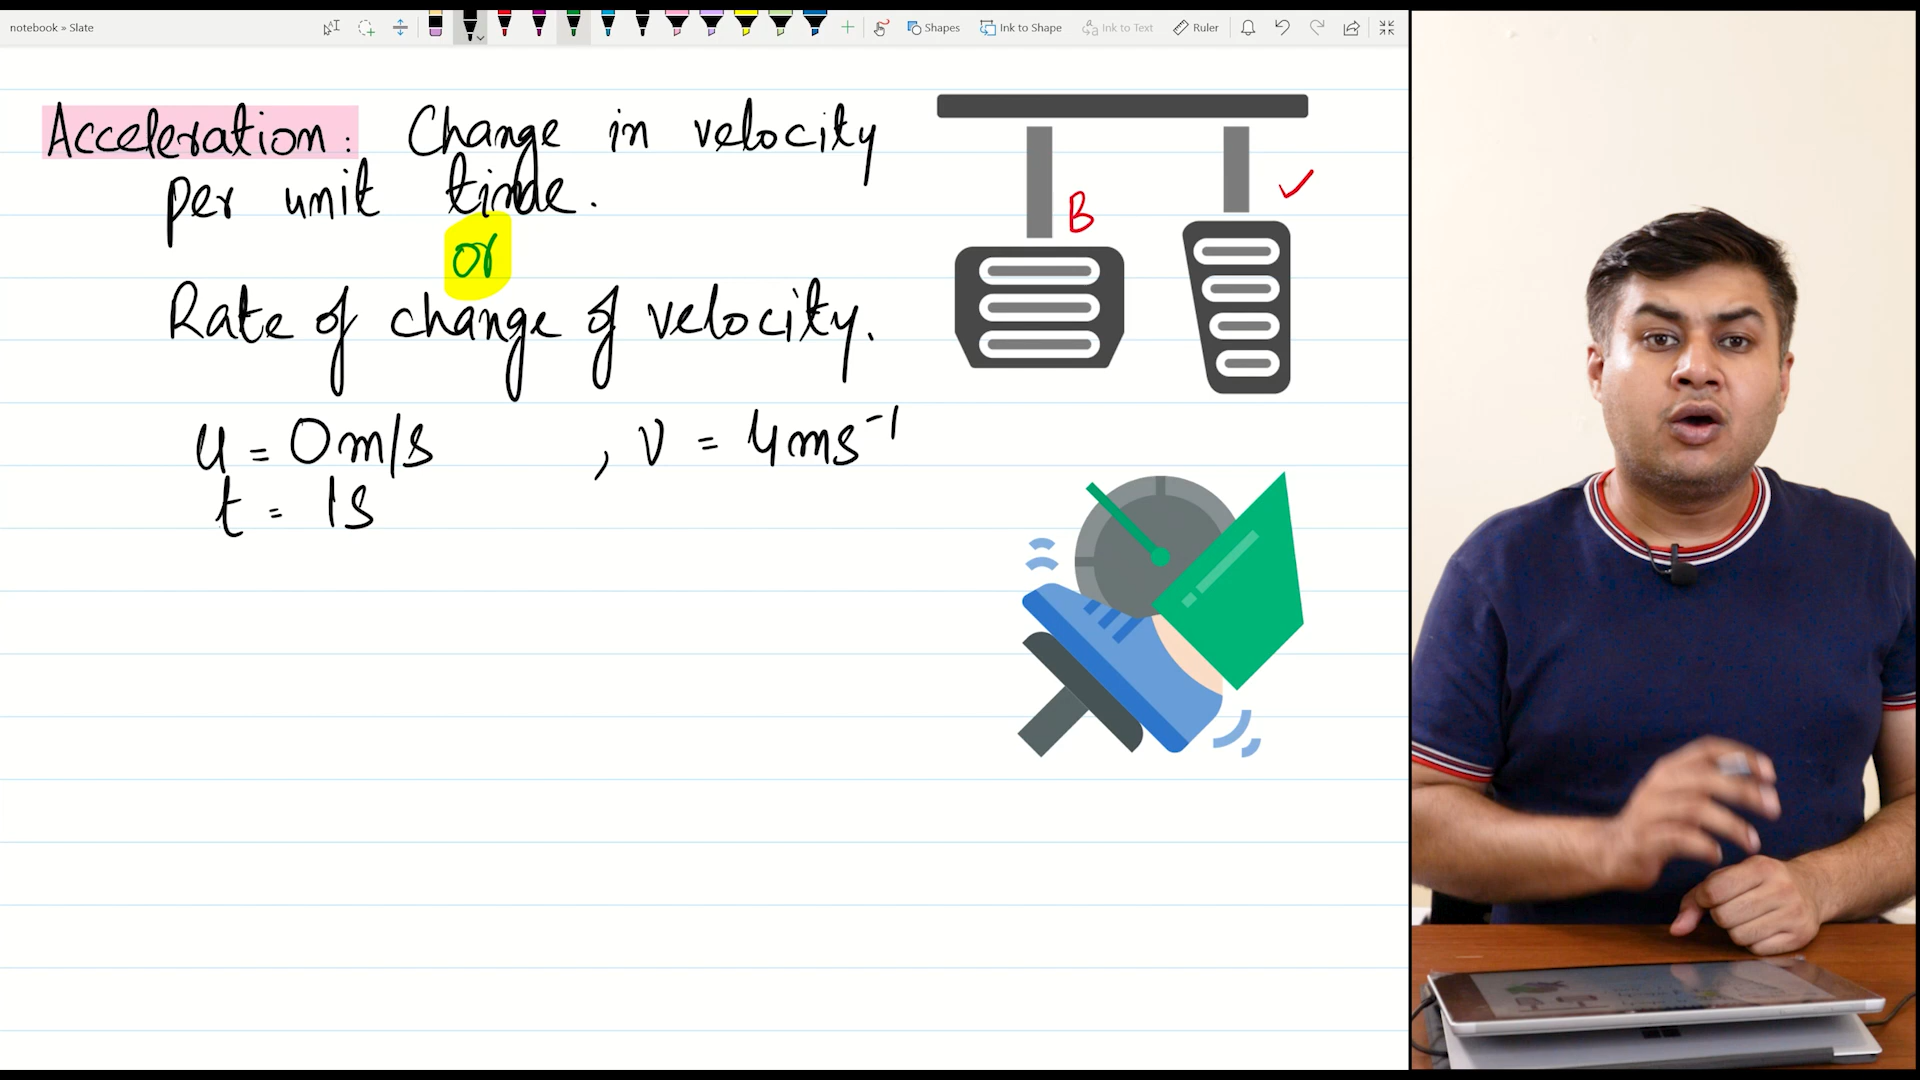 notebook » Slate
Shapes Ink to Shape Ink to Text Ruler
Acceleration: Change in velocity
per unit time.
or
Rate of change of velocity.
u = 0m/s , v = 4ms⁻¹
t = 1s
B